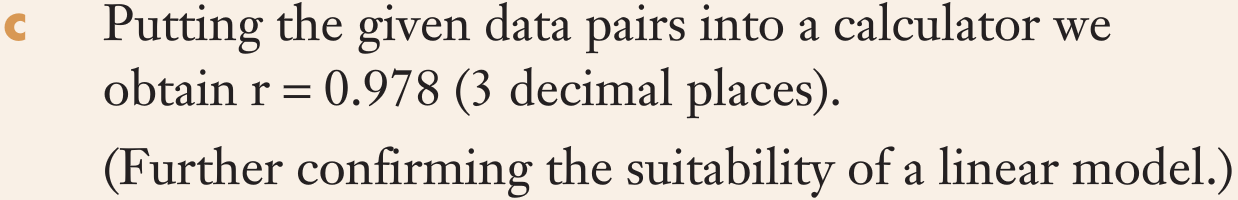 c Putting the given data pairs into a calculator we
obtain r = 0.978 (3 decimal places).
(Further confirming the suitability of a linear model.)